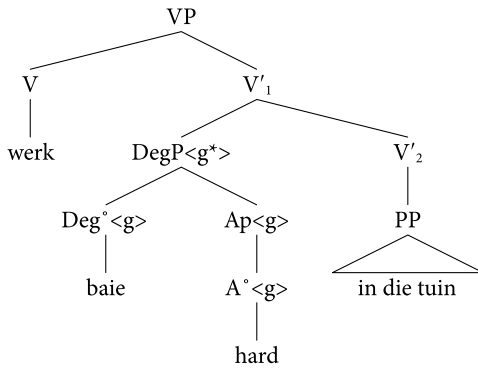 VP
V V′₁
werk DegP<g*> V′₂
Deg°<g> Ap<g> PP
baie A°<g> in die tuin
hard